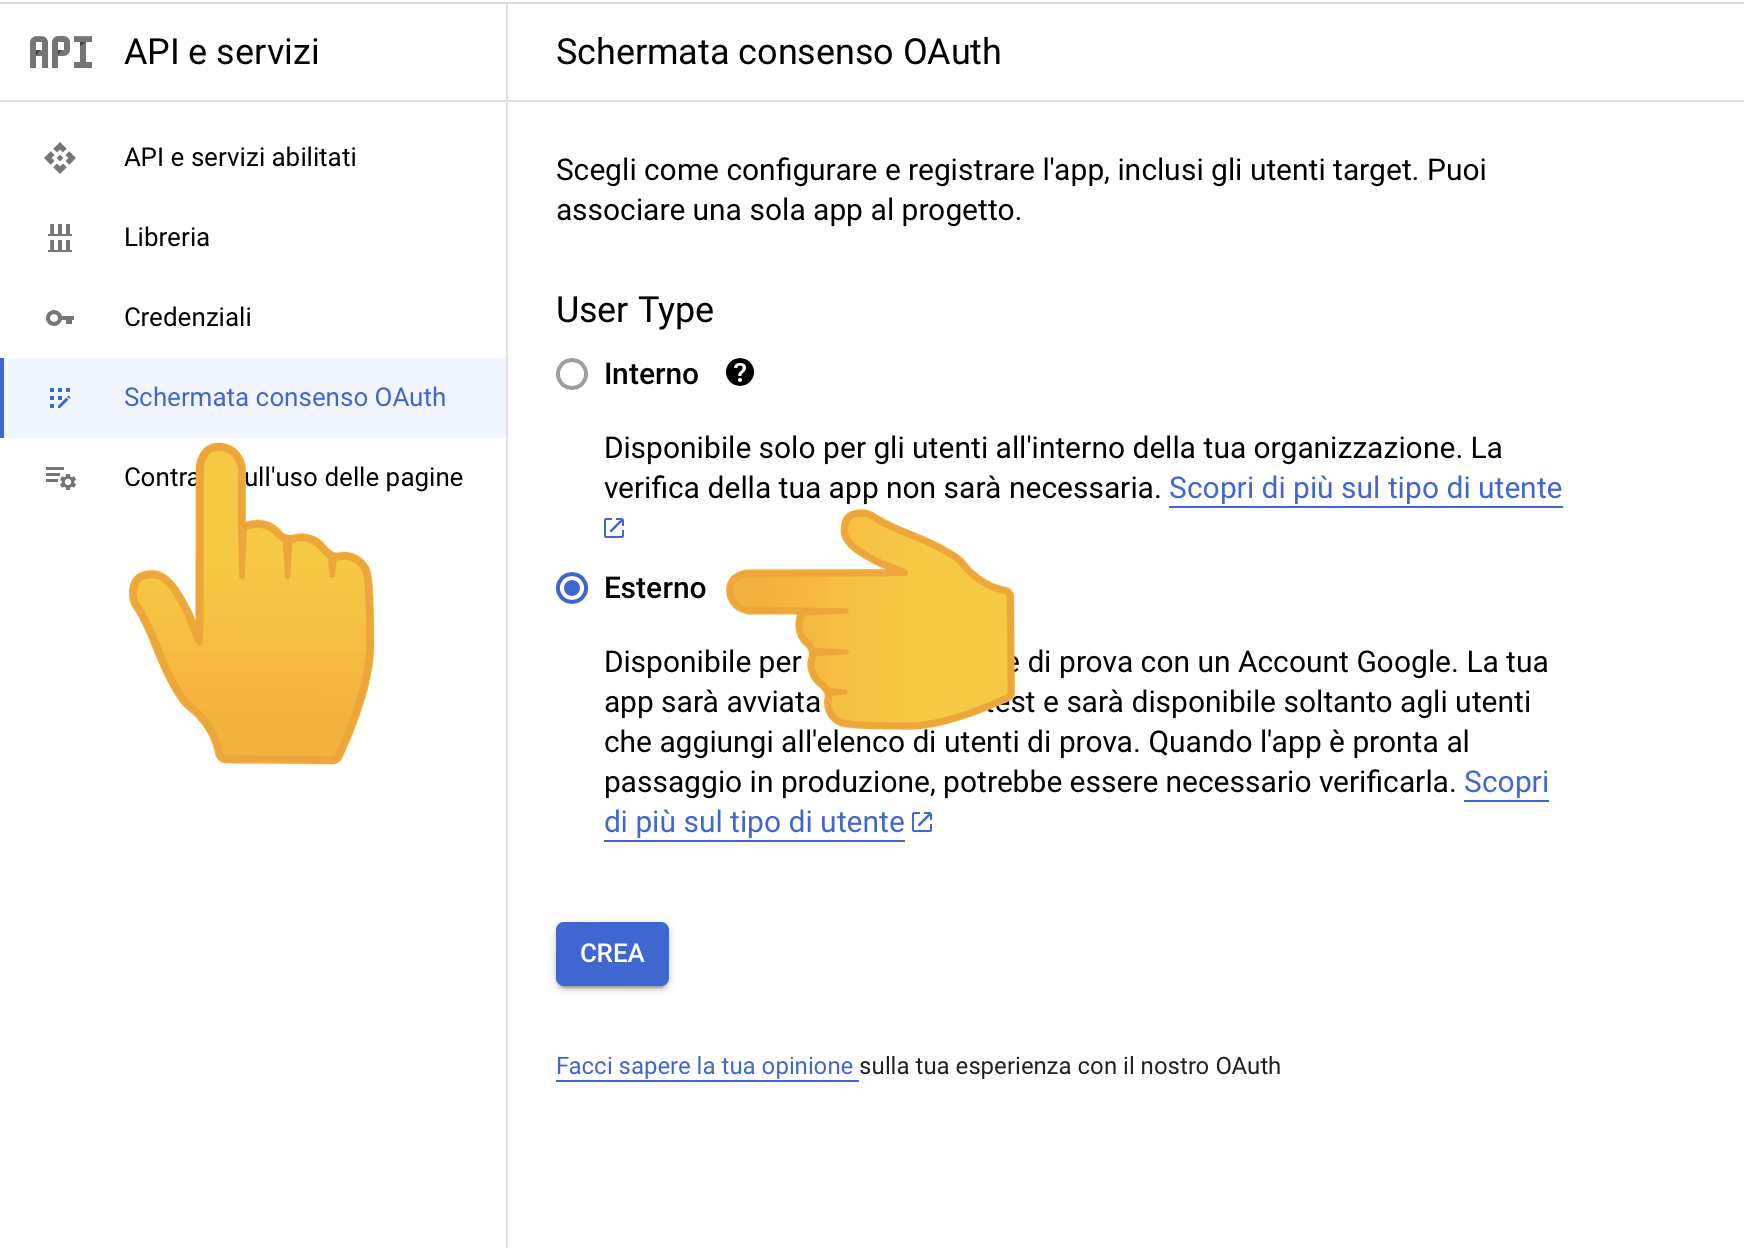 API API e servizi
Schermata consenso OAuth
API e servizi abilitati
Libreria
Credenziali
Schermata consenso OAuth
Contra ull'uso delle pagine
Scegli come configurare e registrare l'app, inclusi gli utenti target. Puoi
associare una sola app al progetto.
User Type
Interno ?
Disponibile solo per gli utenti all'interno della tua organizzazione. La
verifica della tua app non sarà necessaria. Scopri di più sul tipo di utente
Esterno
Disponibile per di prova con un Account Google. La tua
app sarà avviata test e sarà disponibile soltanto agli utenti
che aggiungi all'elenco di utenti di prova. Quando l'app è pronta al
passaggio in produzione, potrebbe essere necessario verificarla. Scopri
di più sul tipo di utente
CREA
Facci sapere la tua opinione sulla tua esperienza con il nostro OAuth